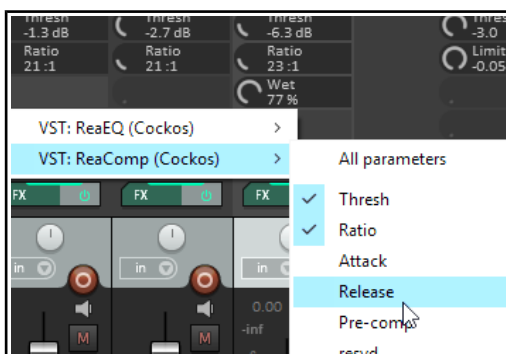 Thresh Thresh Thresh Thres
-1.3 dB -2.7 dB -6.3 dB -3.0
Ratio Ratio Ratio Limit
21 :1 21 :1 23 :1 -0.05
Wet
77 %
VST: ReaEQ (Cockos) >
VST: ReaComp (Cockos) >
All parameters
Thresh
Ratio
Attack
Release
Pre-comp
FX FX FX
in in in
0.00
-inf
M M